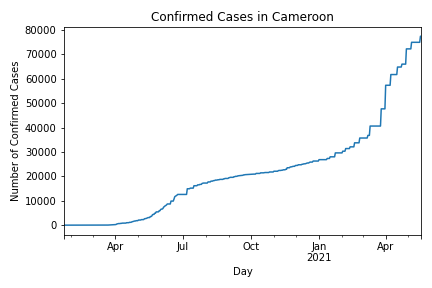 Confirmed Cases in Cameroon
80000
70000
60000
50000
40000
30000
20000
10000
0
Number of Confirmed Cases
Apr
Jul
Oct
Jan
2021
Apr
Day